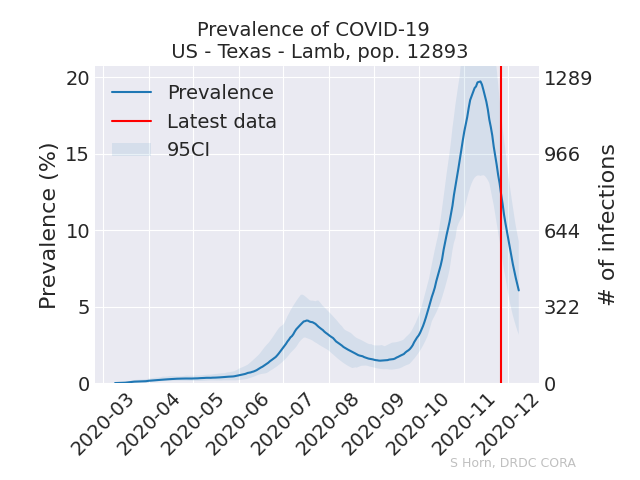 Prevalence of COVID-19
US - Texas - Lamb, pop. 12893
Prevalence
Latest data
95CI
Prevalence (%)
20
15
10
5
0
1289
966
644
322
0
# of infections
2020-03
2020-04
2020-05
2020-06
2020-07
2020-08
2020-09
2020-10
2020-11
2020-12
S Horn, DRDC CORA